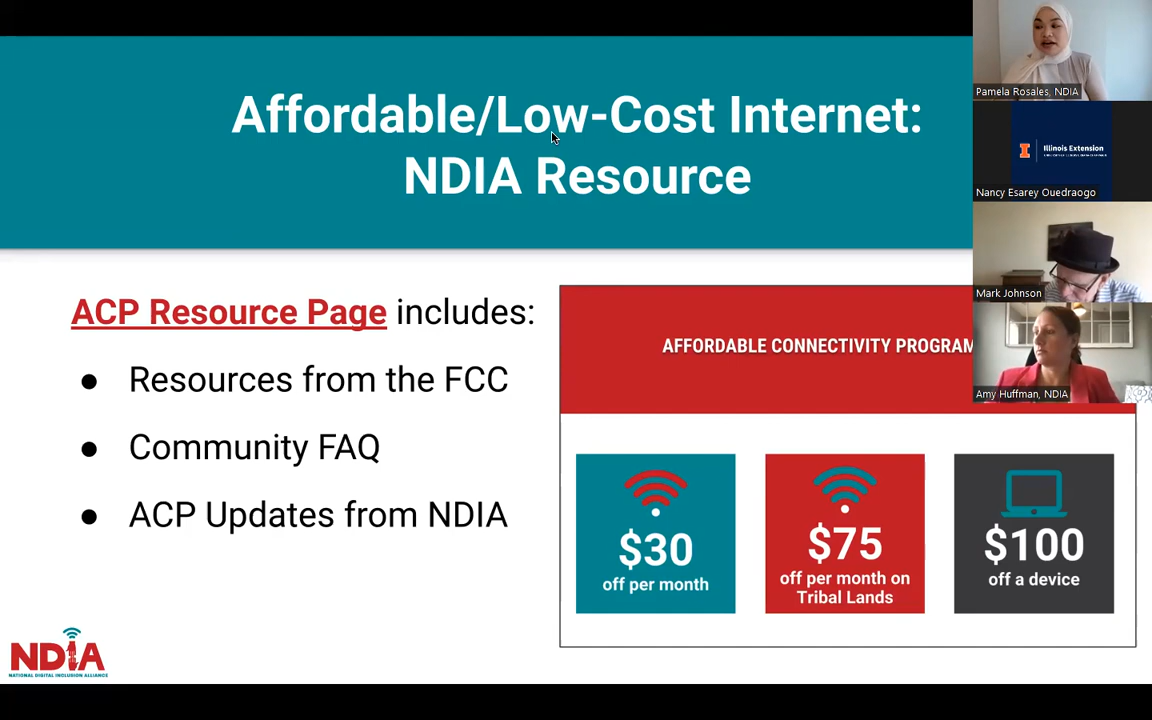 Affordable/Low-Cost Internet:
NDIA Resource
ACP Resource Page includes:
● Resources from the FCC
● Community FAQ
● ACP Updates from NDIA
AFFORDABLE CONNECTIVITY PROGRAM
$30
off per month
$75
off per month on
Tribal Lands
$100
off a device
NDIA
NATIONAL DIGITAL INCLUSION ALLIANCE
Pamela Rosales, NDIA
I
Illinois Extension
Nancy Esarey Ouedraogo
Mark Johnson
Amy Huffman, NDIA